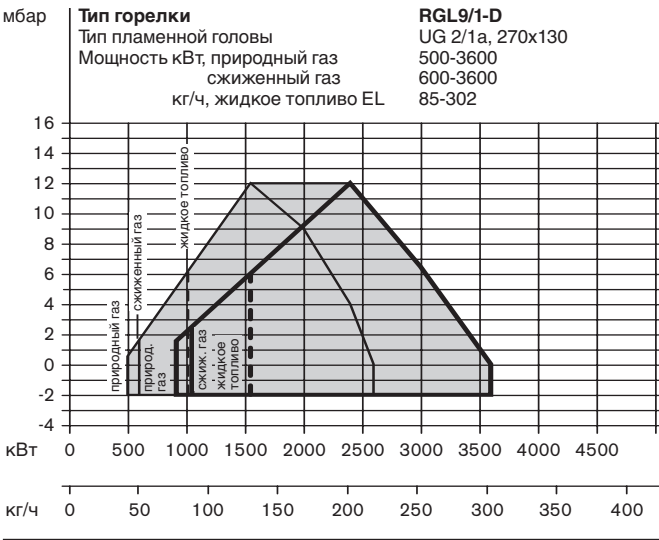 мбар
Тип горелки RGL9/1-D
Тип пламенной головы UG 2/1a, 270x130
Мощность кВт, природный газ 500-3600
сжиженный газ 600-3600
кг/ч, жидкое топливо EL 85-302
16
14
12
10
8
6
4
2
0
-2
-4
природный газ
сжиженный газ
жидкое топливо
природ.
газ
сжиж. газ
жидкое
топливо
кВт 0 500 1000 1500 2000 2500 3000 3500 4000 4500
кг/ч 0 50 100 150 200 250 300 350 400